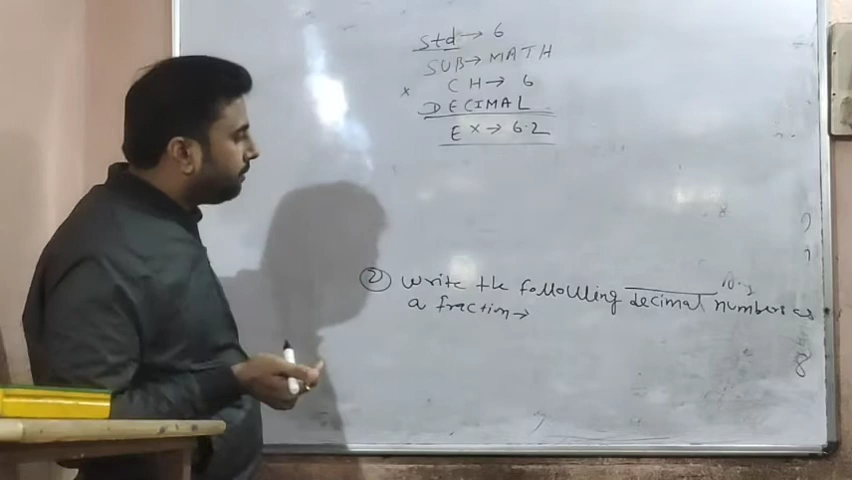 Std → 6
SUB → MATH
CH → 6
DECIMAL
EX → 6.2
② Write the following decimal numbers as
a fraction →